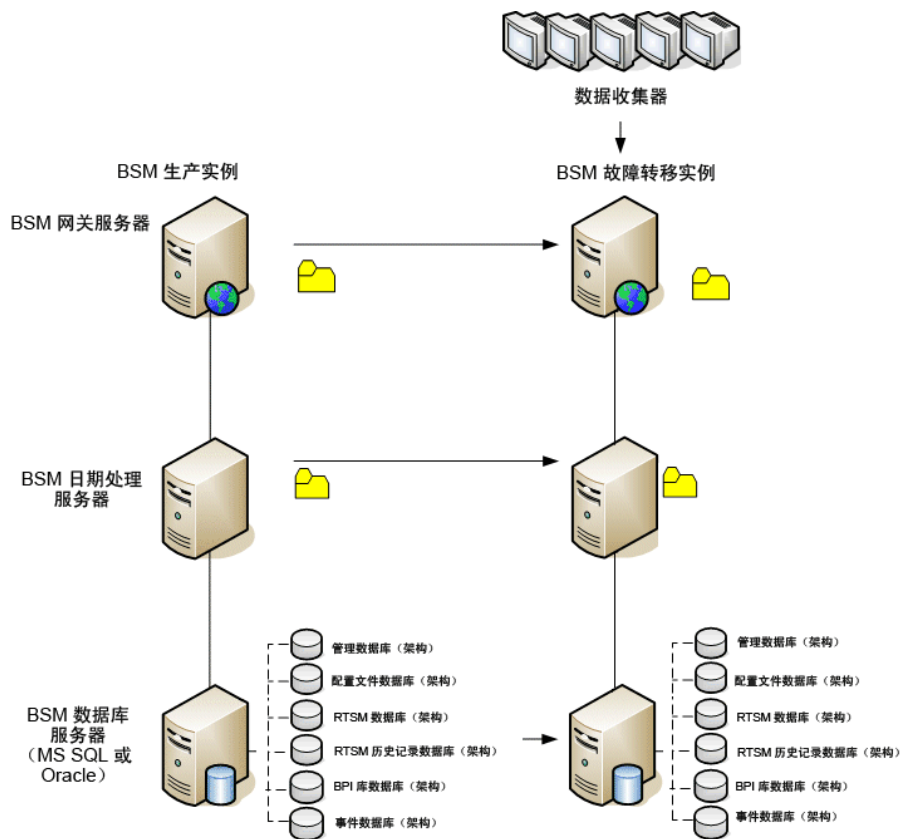 数据收集器
BSM 生产实例
BSM 故障转移实例
BSM 网关服务器
BSM 日期处理
服务器
BSM 数据库
服务器
（MS SQL 或
Oracle）
管理数据库（架构）
配置文件数据库（架构）
RTSM 数据库（架构）
RTSM 历史记录数据库（架构）
BPI 库数据库（架构）
事件数据库（架构）
管理数据库（架构）
配置文件数据库（架构）
RTSM 数据库（架构）
RTSM 历史记录数据库（架构）
BPI 库数据库（架构）
事件数据库（架构）